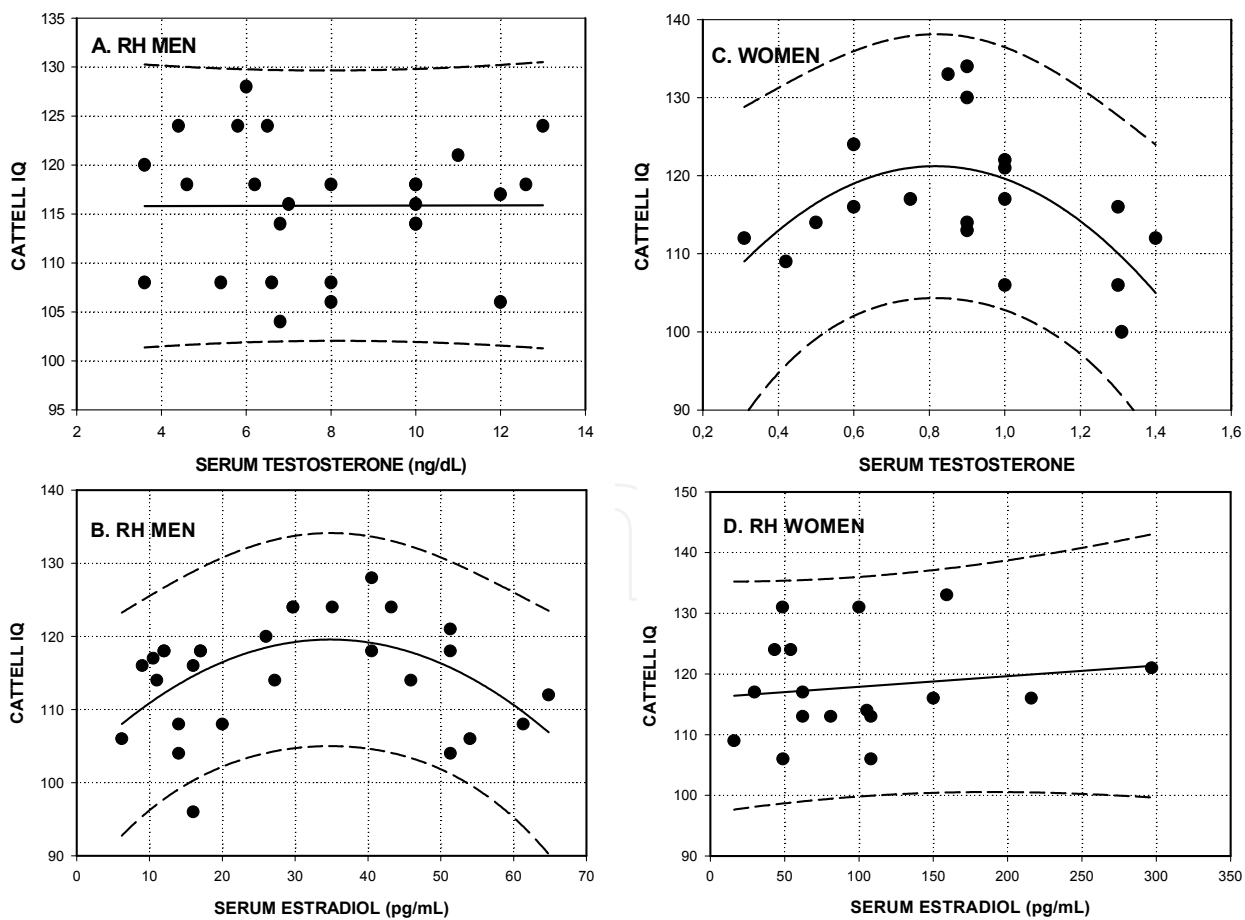 A. RH MEN
CATTELL IQ
135
130
125
120
115
110
105
100
95
2 4 6 8 10 12 14
SERUM TESTOSTERONE (ng/dL)
C. WOMEN
CATTELL IQ
140
130
120
110
100
90
0,2 0,4 0,6 0,8 1,0 1,2 1,4 1,6
SERUM TESTOSTERONE
B. RH MEN
CATTELL IQ
140
130
120
110
100
90
0 10 20 30 40 50 60 70
SERUM ESTRADIOL (pg/mL)
D. RH WOMEN
CATTELL IQ
150
140
130
120
110
100
90
0 50 100 150 200 250 300 350
SERUM ESTRADIOL (pg/mL)